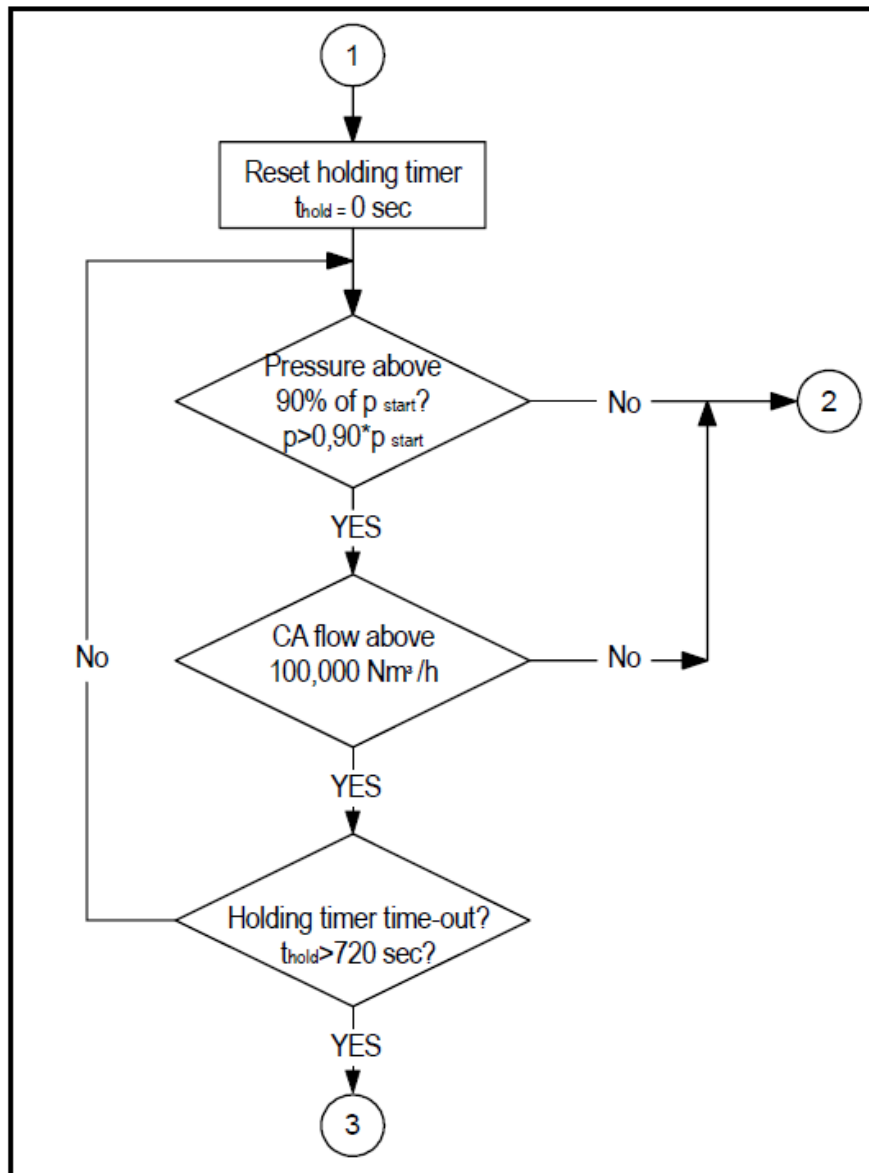 1
Reset holding timer
thold = 0 sec
Pressure above
90% of p start?
p>0,90*p start
No
2
YES
CA flow above
100,000 Nm³/h
No
No
YES
Holding timer time-out?
thold>720 sec?
YES
3